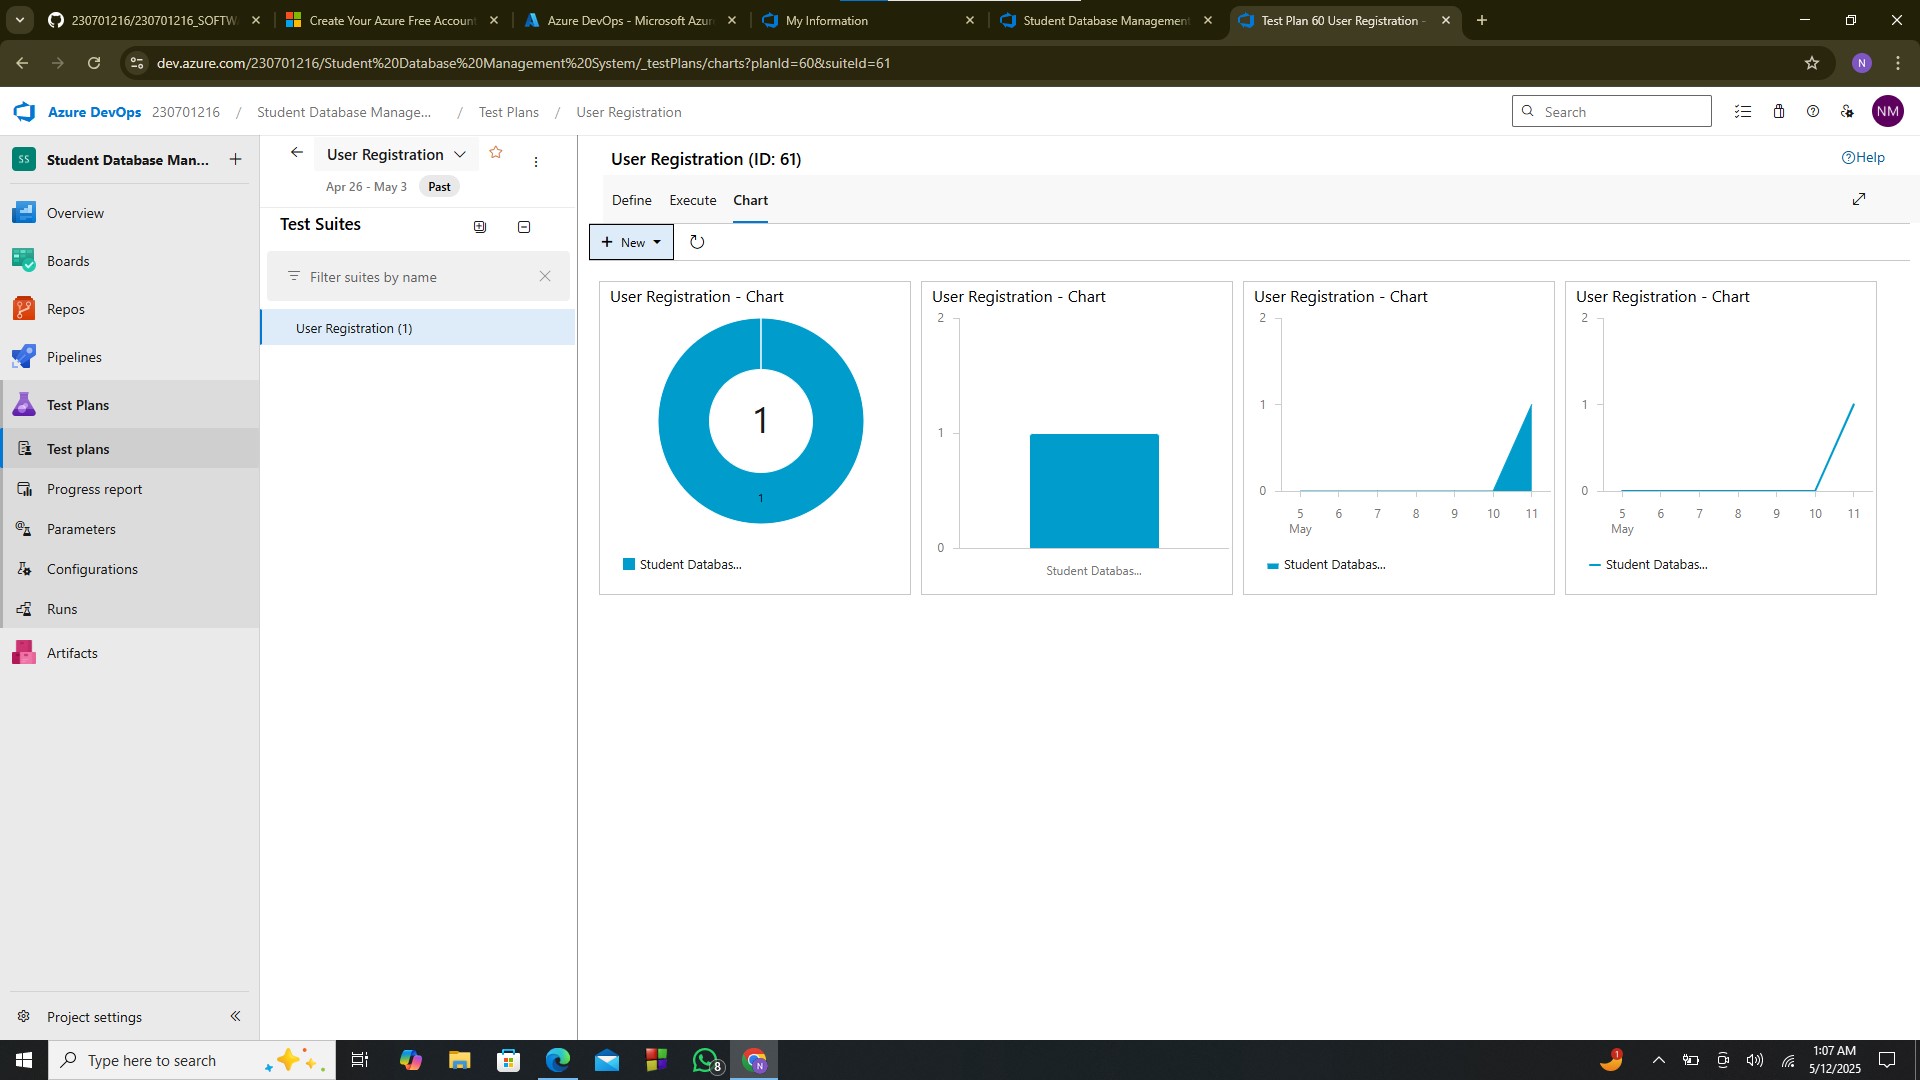 230701216/230701216_SOFTW
Create Your Azure Free Account
Azure DevOps - Microsoft Azur
My Information
Student Database Management
Test Plan 60 User Registration -
dev.azure.com/230701216/Student%20Database%20Management%20System/_testPlans/charts?planId=60&suiteId=61
N
Azure DevOps 230701216 / Student Database Manage... / Test Plans / User Registration
Search
NM
SS Student Database Man...
Overview
Boards
Repos
Pipelines
Test Plans
Test plans
Progress report
Parameters
Configurations
Runs
Artifacts
Project settings
User Registration
Apr 26 - May 3 Past
Test Suites
Filter suites by name
User Registration (1)
User Registration (ID: 61)
Help
Define Execute Chart
New
User Registration - Chart
1
1
Student Databas...
User Registration - Chart
2
1
0
Student Databas...
User Registration - Chart
2
1
0
5 6 7 8 9 10 11
May
Student Databas...
User Registration - Chart
2
1
0
5 6 7 8 9 10 11
May
Student Databas...
Type here to search
8
N
1
1:07 AM
5/12/2025